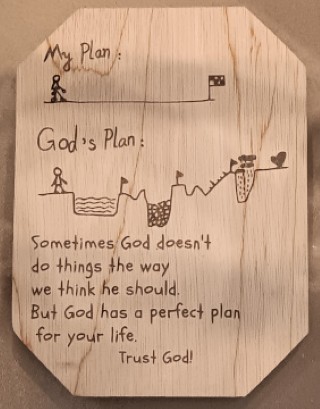 My Plan:
God's Plan:
Sometimes God doesn't
do things the way
we think he should.
But God has a perfect plan
for your life.
Trust God!